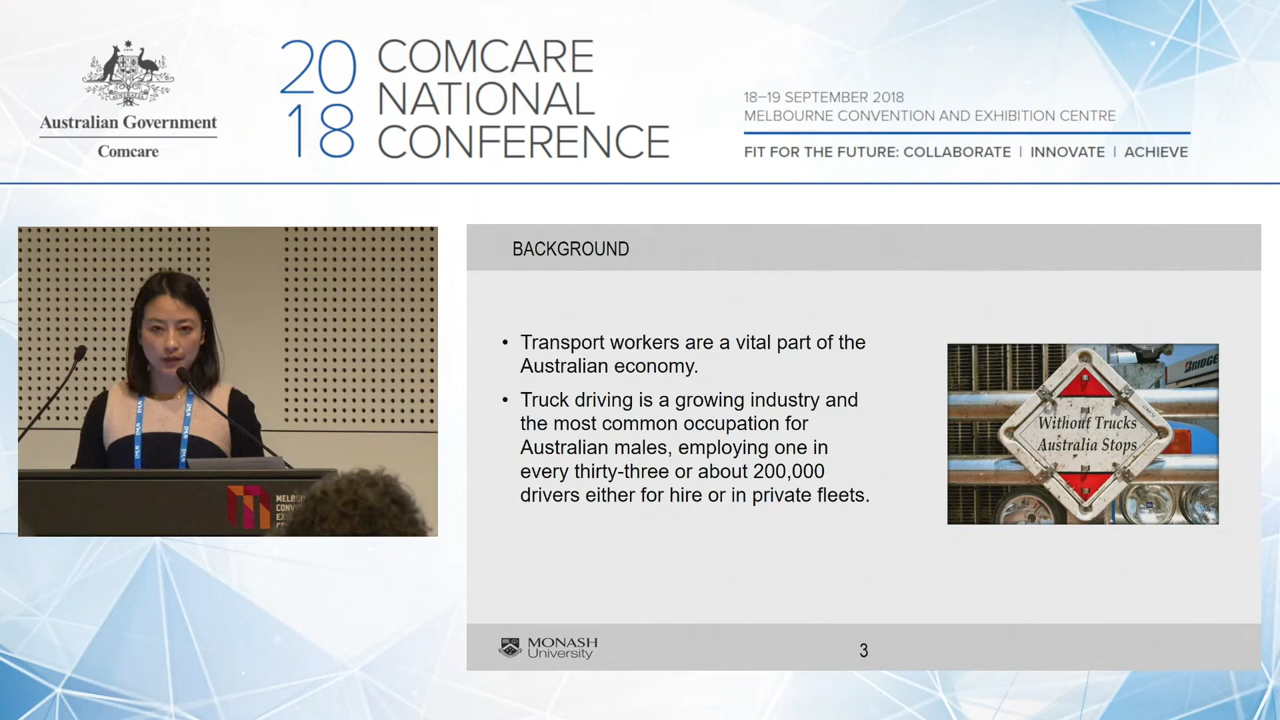 Australian Government
Comcare
20
18
COMCARE
NATIONAL
CONFERENCE
18–19 SEPTEMBER 2018
MELBOURNE CONVENTION AND EXHIBITION CENTRE
FIT FOR THE FUTURE: COLLABORATE | INNOVATE | ACHIEVE
BACKGROUND
• Transport workers are a vital part of the
Australian economy.
• Truck driving is a growing industry and
the most common occupation for
Australian males, employing one in
every thirty-three or about 200,000
drivers either for hire or in private fleets.
Without Trucks
Australia Stops
MONASH
University
3